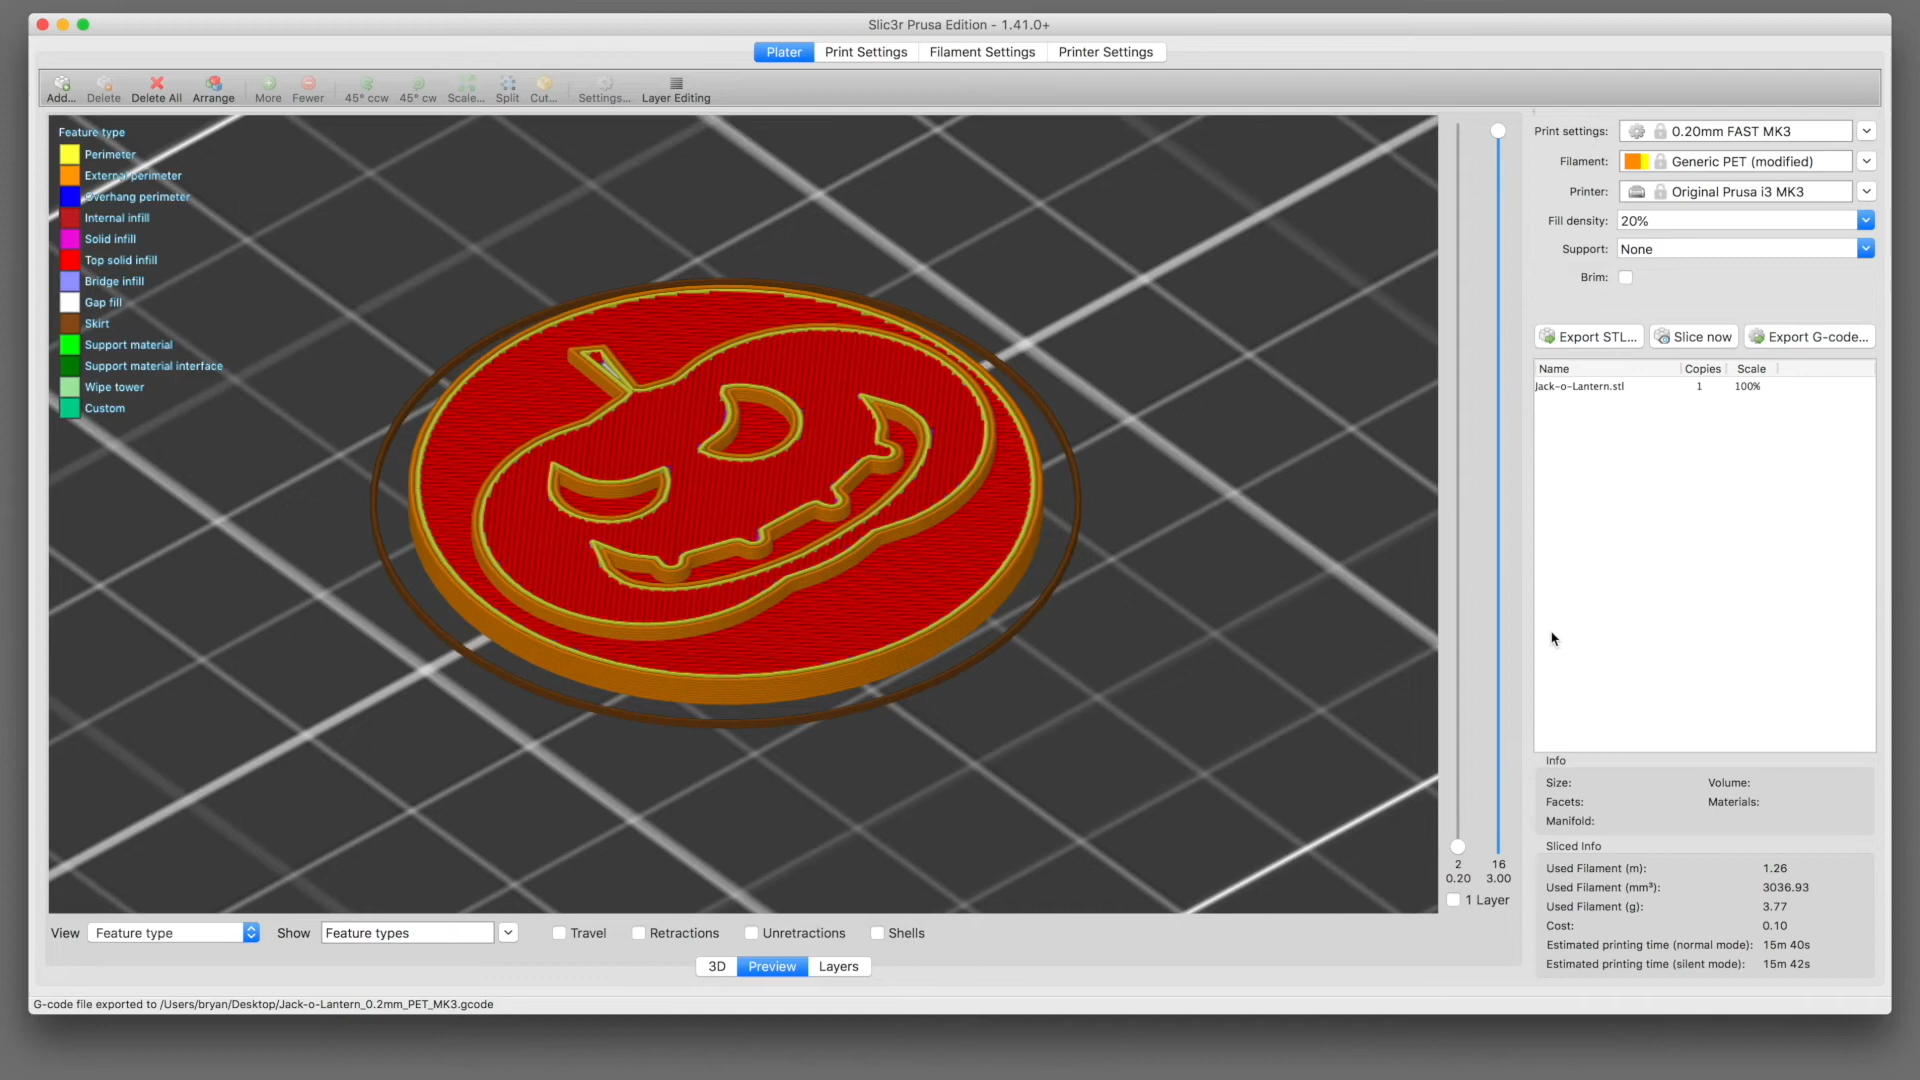 Slic3r Prusa Edition - 1.41.0+
Plater Print Settings Filament Settings Printer Settings
Add... Delete Delete All Arrange More Fewer 45° ccw 45° cw Scale... Split Cut... Settings... Layer Editing
Feature type
Perimeter
External perimeter
Overhang perimeter
Internal infill
Solid infill
Top solid infill
Bridge infill
Gap fill
Skirt
Support material
Support material interface
Wipe tower
Custom
2 16
0.20 3.00
1 Layer
Print settings: 0.20mm FAST MK3
Filament: Generic PET (modified)
Printer: Original Prusa i3 MK3
Fill density: 20%
Support: None
Brim:
Export STL... Slice now Export G-code...
Name Copies Scale
Jack-o-Lantern.stl 1 100%
Info
Size: Volume:
Facets: Materials:
Manifold:
Sliced Info
Used Filament (m): 1.26
Used Filament (mm³): 3036.93
Used Filament (g): 3.77
Cost: 0.10
Estimated printing time (normal mode): 15m 40s
Estimated printing time (silent mode): 15m 42s
View Feature type Show Feature types Travel Retractions Unretractions Shells
3D Preview Layers
G-code file exported to /Users/bryan/Desktop/Jack-o-Lantern_0.2mm_PET_MK3.gcode